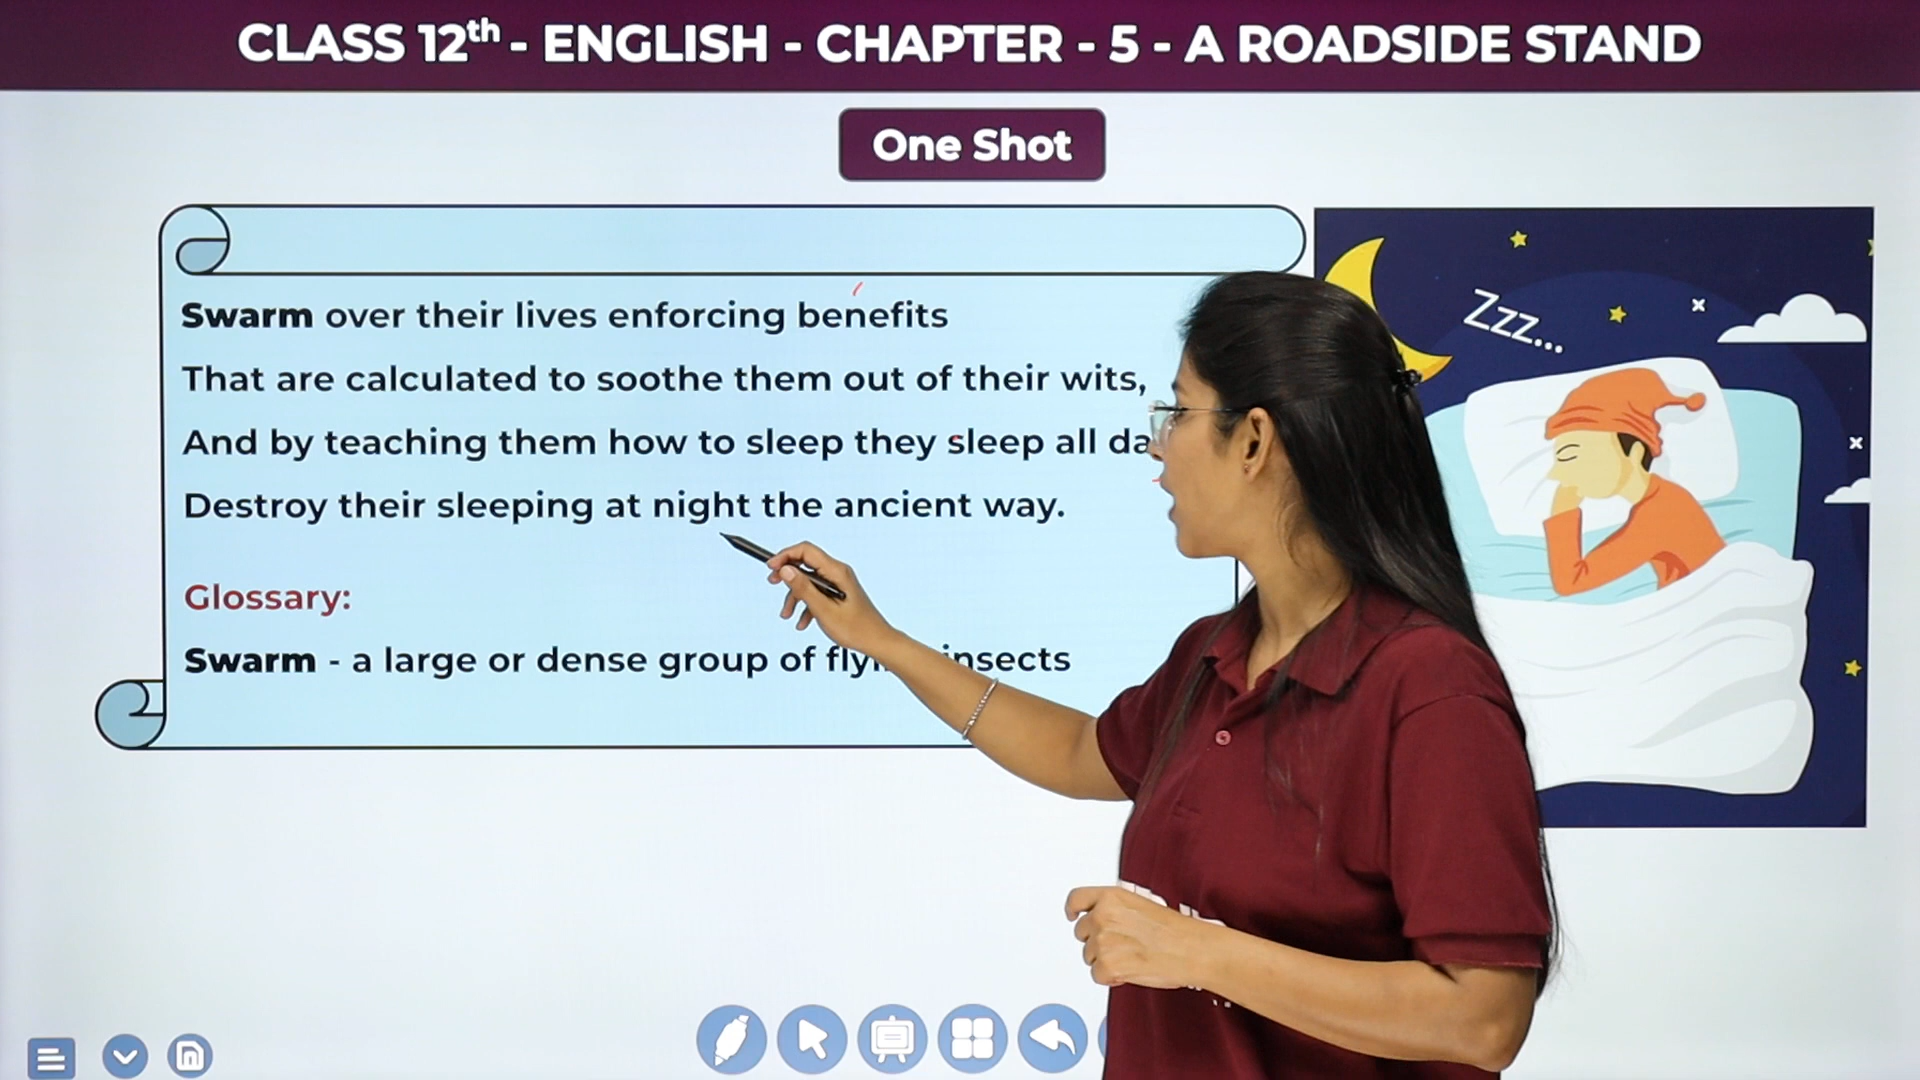 CLASS 12th - ENGLISH - CHAPTER - 5 - A ROADSIDE STAND
One Shot
Swarm over their lives enforcing benefits
That are calculated to soothe them out of their wits,
And by teaching them how to sleep they sleep all
Destroy their sleeping at night the ancient way.
Glossary:
Swarm - a large or dense group of insects
Zzz...